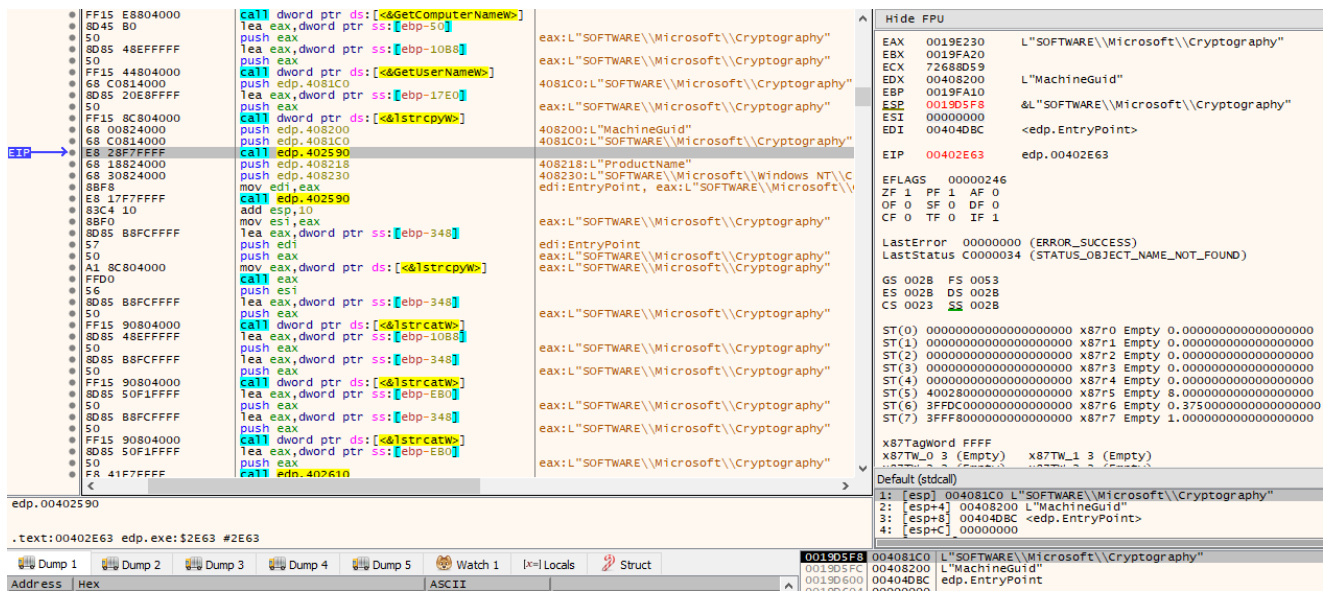 FF15 E8804000 call dword ptr ds:[<&GetComputerNameW>]
8D45 B0 lea eax,dword ptr ss:[ebp-50]
50 push eax eax:L"SOFTWARE\\Microsoft\\Cryptography"
8D85 48EFFFFF lea eax,dword ptr ss:[ebp-10B8]
50 push eax eax:L"SOFTWARE\\Microsoft\\Cryptography"
FF15 44804000 call dword ptr ds:[<&GetUserNameW>]
68 C0814000 push edp.4081C0 4081C0:L"SOFTWARE\\Microsoft\\Cryptography"
8D85 20E8FFFF lea eax,dword ptr ss:[ebp-17E0]
50 push eax eax:L"SOFTWARE\\Microsoft\\Cryptography"
FF15 8C804000 call dword ptr ds:[<&lstrcpyW>]
68 00824000 push edp.408200 408200:L"MachineGuid"
68 C0814000 push edp.4081C0 4081C0:L"SOFTWARE\\Microsoft\\Cryptography"
EIP E8 28F7FFFF call edp.402590
68 18824000 push edp.408218 408218:L"ProductName"
68 30824000 push edp.408230 408230:L"SOFTWARE\\Microsoft\\Windows NT\\C
8BF8 mov edi,eax edi:EntryPoint, eax:L"SOFTWARE\\Microsoft\\
E8 17F7FFFF call edp.402590
83C4 10 add esp,10
8BF0 mov esi,eax eax:L"SOFTWARE\\Microsoft\\Cryptography"
8D85 B8FCFFFF lea eax,dword ptr ss:[ebp-348]
57 push edi edi:EntryPoint
50 push eax eax:L"SOFTWARE\\Microsoft\\Cryptography"
A1 8C804000 mov eax,dword ptr ds:[<&lstrcpyW>] eax:L"SOFTWARE\\Microsoft\\Cryptography"
FFD0 call eax
56 push esi
8D85 B8FCFFFF lea eax,dword ptr ss:[ebp-348]
50 push eax eax:L"SOFTWARE\\Microsoft\\Cryptography"
FF15 90804000 call dword ptr ds:[<&lstrcatW>]
8D85 48EFFFFF lea eax,dword ptr ss:[ebp-10B8]
50 push eax eax:L"SOFTWARE\\Microsoft\\Cryptography"
8D85 B8FCFFFF lea eax,dword ptr ss:[ebp-348]
50 push eax eax:L"SOFTWARE\\Microsoft\\Cryptography"
FF15 90804000 call dword ptr ds:[<&lstrcatW>]
8D85 50F1FFFF lea eax,dword ptr ss:[ebp-EB0]
50 push eax eax:L"SOFTWARE\\Microsoft\\Cryptography"
8D85 B8FCFFFF lea eax,dword ptr ss:[ebp-348]
50 push eax eax:L"SOFTWARE\\Microsoft\\Cryptography"
FF15 90804000 call dword ptr ds:[<&lstrcatW>]
8D85 50F1FFFF lea eax,dword ptr ss:[ebp-EB0]
50 push eax eax:L"SOFTWARE\\Microsoft\\Cryptography"
E8 41F7FFFF call edp.402610
edp.00402590
.text:00402E63 edp.exe:$2E63 #2E63
Hide FPU
EAX 0019E230 L"SOFTWARE\\Microsoft\\Cryptography"
EBX 0019FA20
ECX 72688D59
EDX 00408200 L"MachineGuid"
EBP 0019FA10
ESP 0019D5F8 &L"SOFTWARE\\Microsoft\\Cryptography"
ESI 00000000
EDI 00404DBC <edp.EntryPoint>
EIP 00402E63 edp.00402E63
EFLAGS 00000246
ZF 1 PF 1 AF 0
OF 0 SF 0 DF 0
CF 0 TF 0 IF 1
LastError 00000000 (ERROR_SUCCESS)
LastStatus C0000034 (STATUS_OBJECT_NAME_NOT_FOUND)
GS 002B FS 0053
ES 002B DS 002B
CS 0023 SS 002B
ST(0) 00000000000000000000 x87r0 Empty 0.000000000000000000
ST(1) 00000000000000000000 x87r1 Empty 0.000000000000000000
ST(2) 00000000000000000000 x87r2 Empty 0.000000000000000000
ST(3) 00000000000000000000 x87r3 Empty 0.000000000000000000
ST(4) 00000000000000000000 x87r4 Empty 0.000000000000000000
ST(5) 40028000000000000000 x87r5 Empty 8.000000000000000000
ST(6) 3FFDC000000000000000 x87r6 Empty 0.375000000000000000
ST(7) 3FFF8000000000000000 x87r7 Empty 1.000000000000000000
x87TagWord FFFF
x87TW_0 3 (Empty) x87TW_1 3 (Empty)
Default (stdcall)
1: [esp] 004081C0 L"SOFTWARE\\Microsoft\\Cryptography"
2: [esp+4] 00408200 L"MachineGuid"
3: [esp+8] 00404DBC <edp.EntryPoint>
4: [esp+C] 00000000
Dump 1 Dump 2 Dump 3 Dump 4 Dump 5 Watch 1 [x=] Locals Struct
Address Hex ASCII
0019D5F8 004081C0 L"SOFTWARE\\Microsoft\\Cryptography"
0019D5FC 00408200 L"MachineGuid"
0019D600 00404DBC edp.EntryPoint